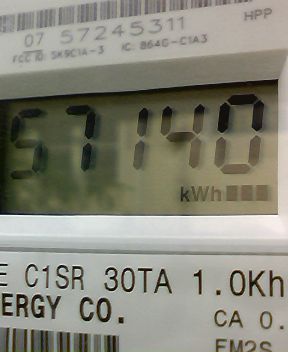 HPP
07 57245311
FCC ID: SK9C1A-3 IC: 864G-C1A3
57140
kWh
E C1SR 30TA 1.0Kh
ERGY CO.
CA 0.
FM2S